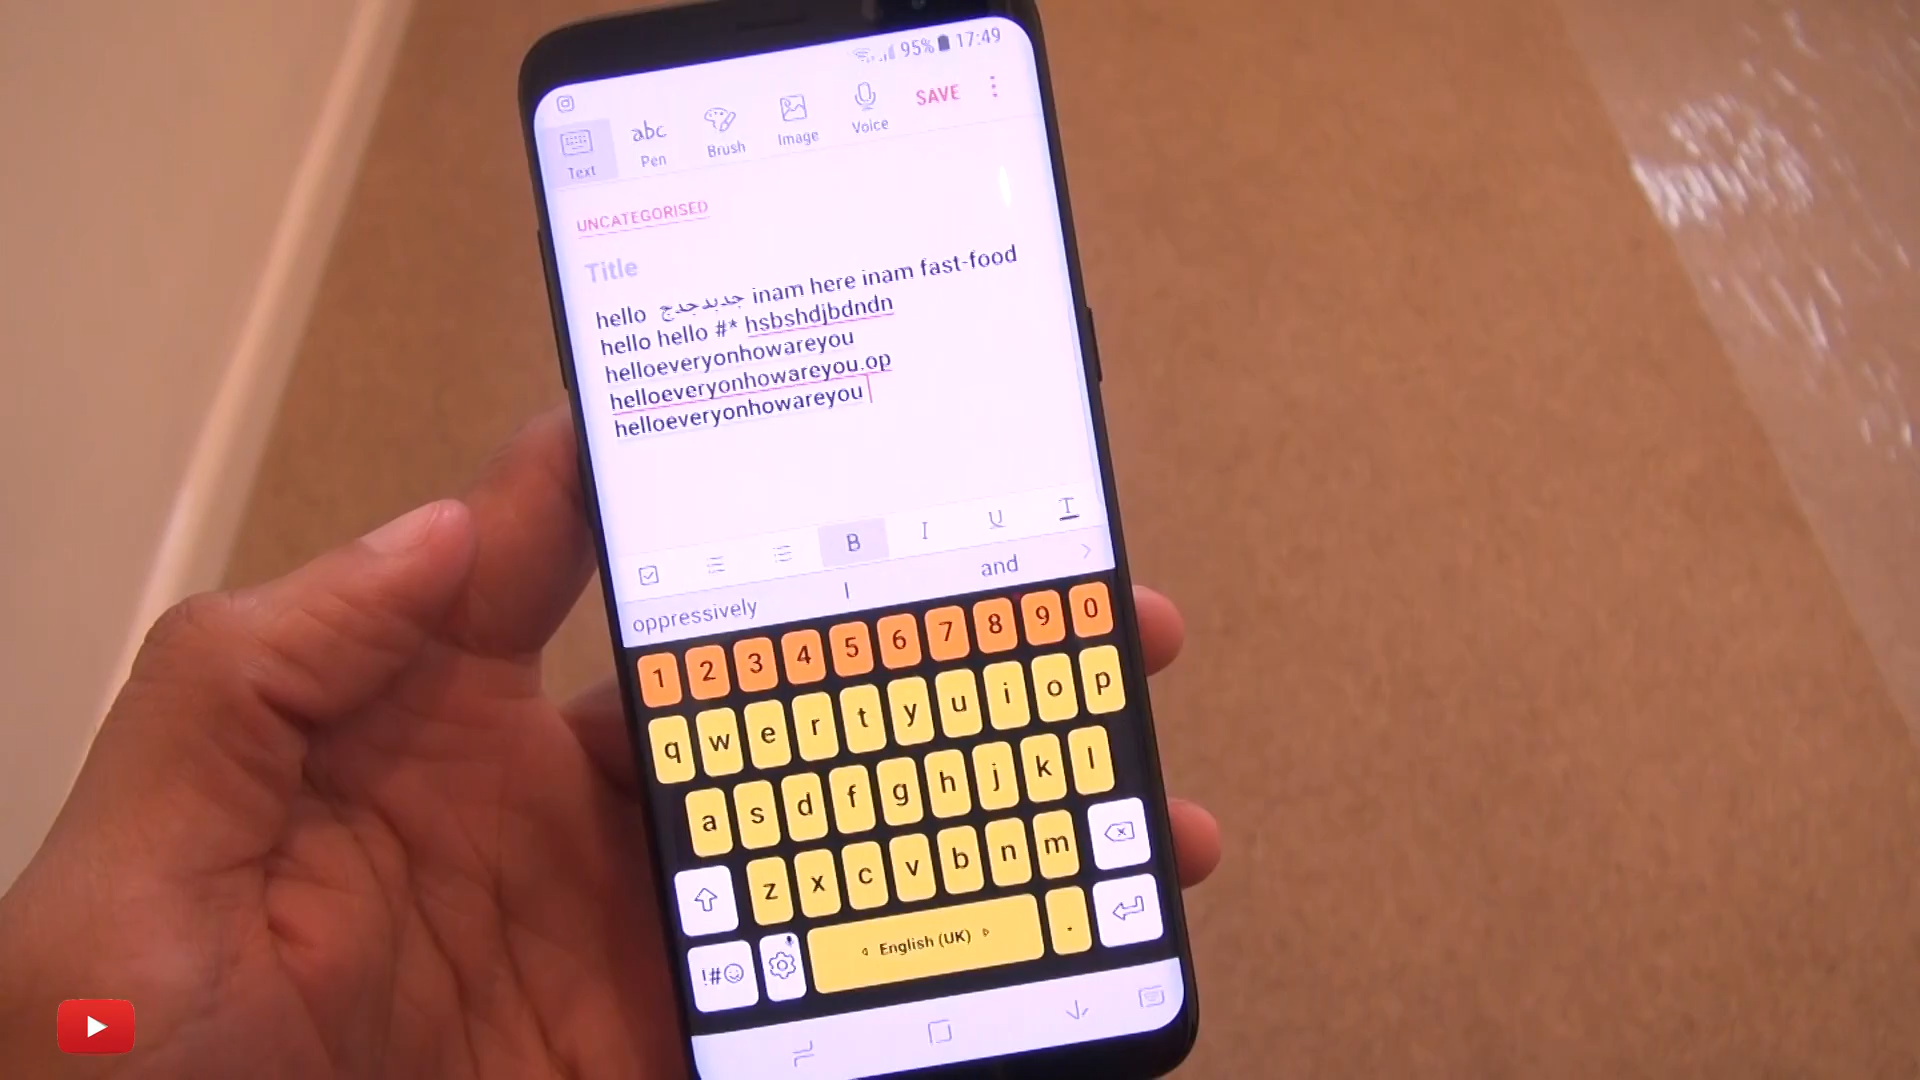 95% 17:49
Text
abc
Pen
Brush
Image
Voice
SAVE
UNCATEGORISED
Title
hello جدبدجدج inam here inam fast-food
hello hello #* hsbshdjbdndn
helloeveryonhowareyou
helloeveryonhowareyou.op
helloeveryonhowareyou
B I U T
oppressively I and
1 2 3 4 5 6 7 8 9 0
q w e r t y u i o p
a s d f g h j k l
z x c v b n m
!#☺ English (UK) .